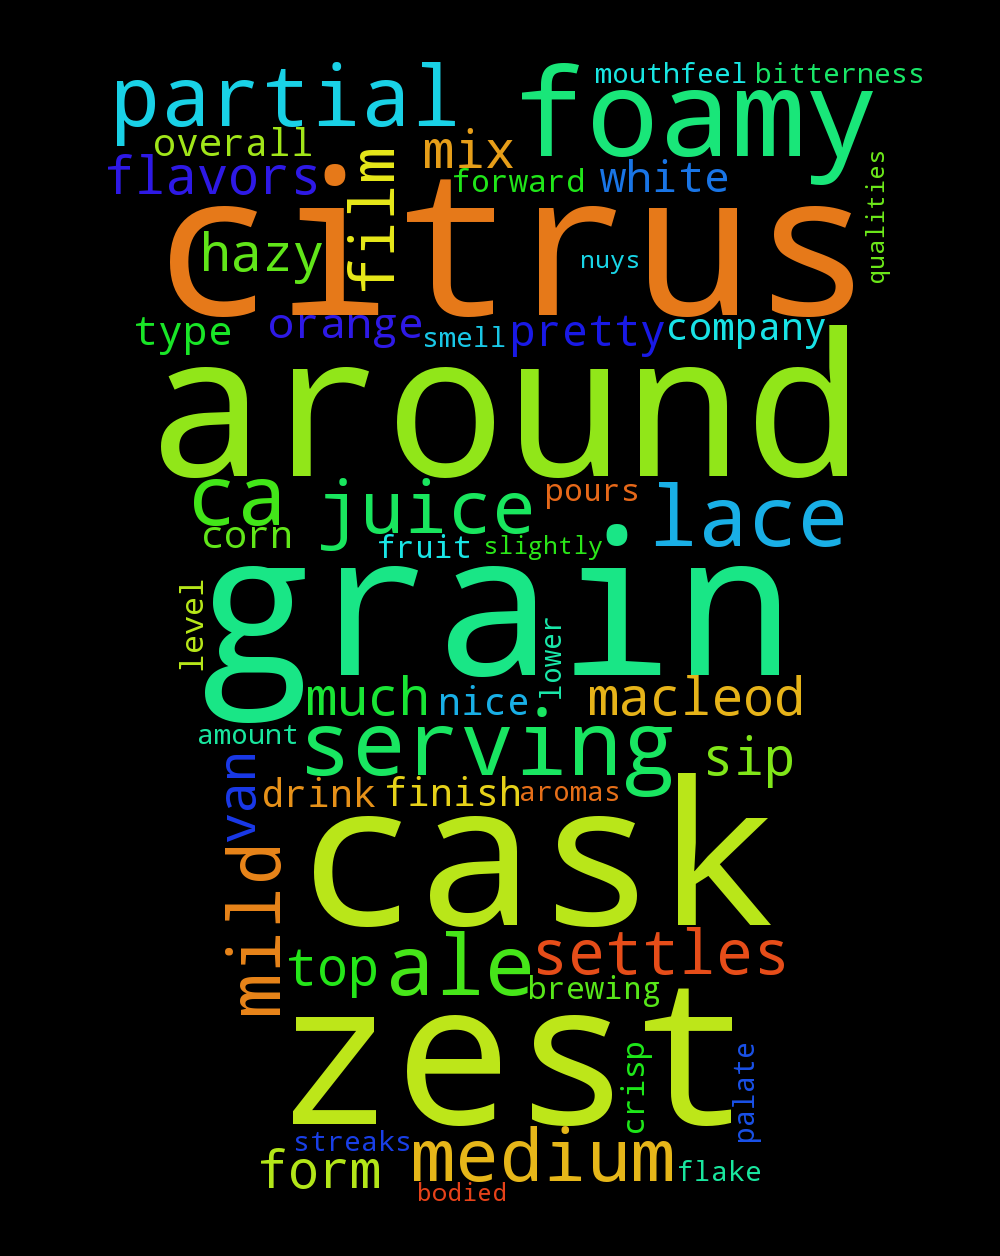 partial
foamy
mouthfeel
bitterness
overall
mix
flavors
film
forward
white
qualities
citrus
hazy
nuys
type
orange
smell
pretty
company
around
ca
juice
pours
lace
corn
fruit
slightly
grain
level
lower
much
nice
macleod
amount
serving
sip
van
drink
finish
aromas
cask
mild
top
ale
settles
brewing
zest
crisp
palate
streaks
form
medium
flake
bodied